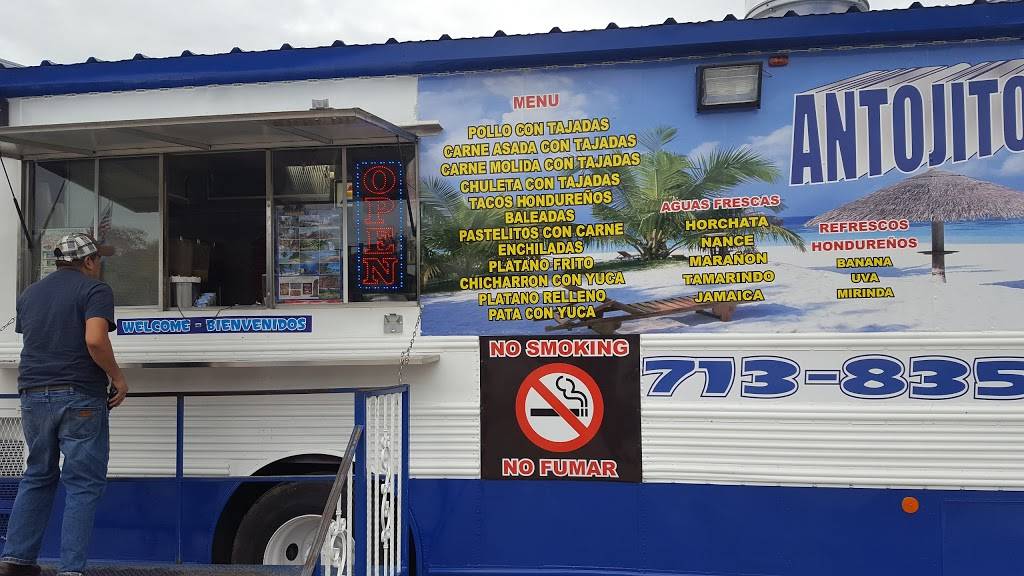 MENU
POLLO CON TAJADAS
CARNE ASADA CON TAJADAS
CARNE MOLIDA CON TAJADAS
CHULETA CON TAJADAS
TACOS HONDUREÑOS
BALEADAS
PASTELITOS CON CARNE
ENCHILADAS
PLATANO FRITO
CHICHARRON CON YUCA
PLATANO RELLENO
PATA CON YUCA
AGUAS FRESCAS
HORCHATA
NANCE
MARAÑON
TAMARINDO
JAMAICA
REFRESCOS
HONDUREÑOS
BANANA
UVA
MIRINDA
ANTOJITO
OPEN
WELCOME - BIENVENIDOS
NO SMOKING
NO FUMAR
713-835